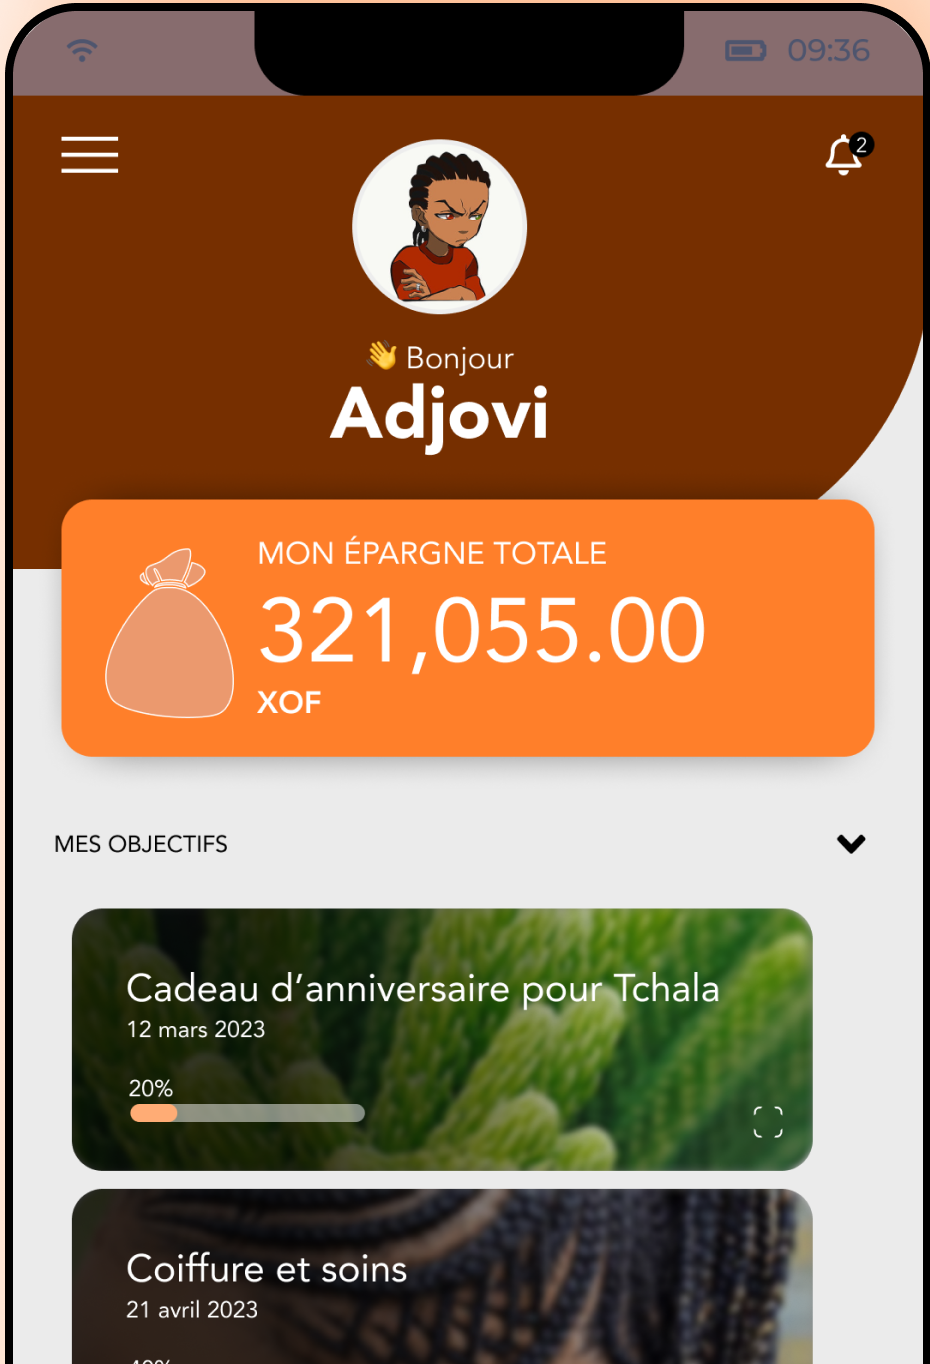 09:36
2
👋 Bonjour
Adjovi
MON ÉPARGNE TOTALE
321,055.00
XOF
MES OBJECTIFS
Cadeau d’anniversaire pour Tchala
12 mars 2023
20%
Coiffure et soins
21 avril 2023